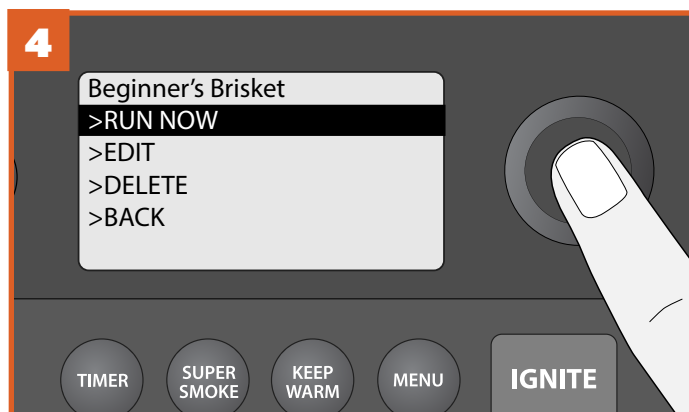 4
Beginner’s Brisket
>RUN NOW
>EDIT
>DELETE
>BACK
TIMER
SUPER
SMOKE
KEEP
WARM
MENU
IGNITE